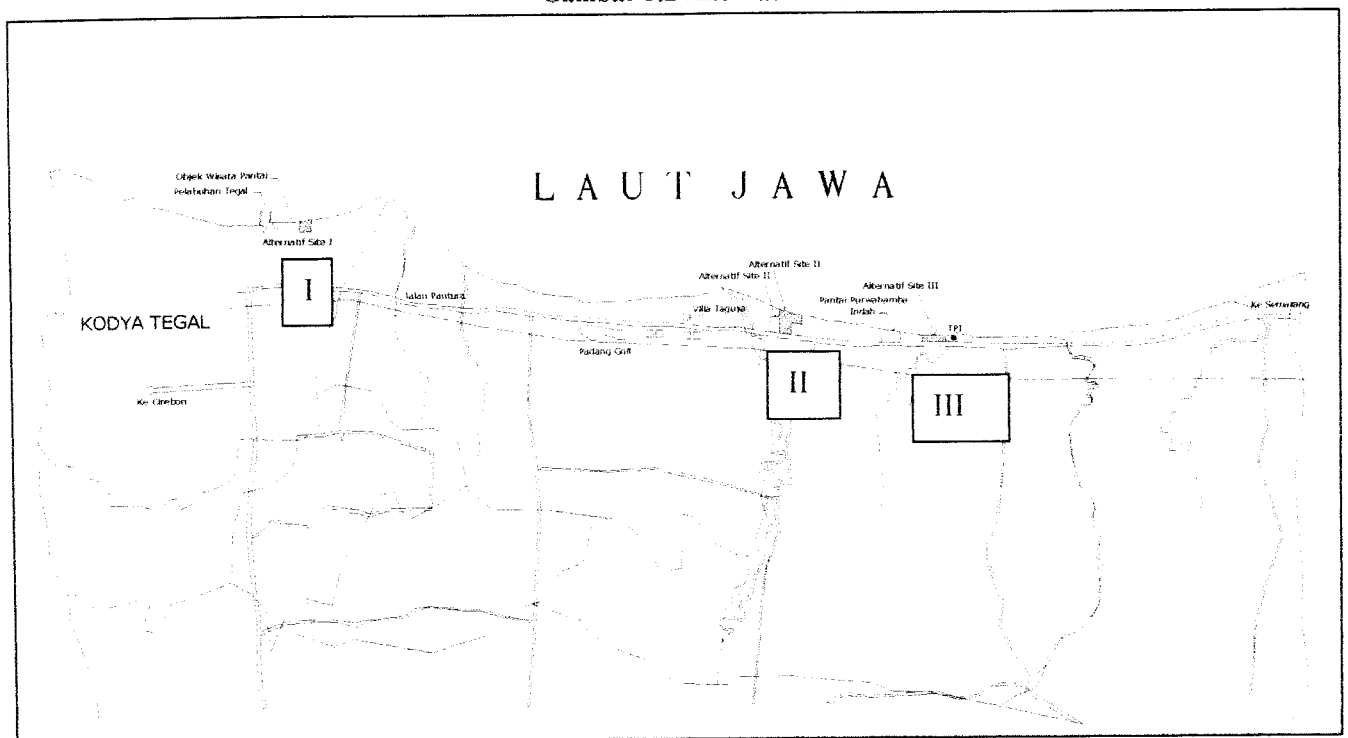 Objek Wisata Pantai
Pelabuhan Tegal
LAUT JAWA
Alternatif Site I
Alternatif Site II
Alternatif Site II
Alternatif Site III
I
Jalan Pantura
Villa Taguna
Pantai Purwahamba
Indah
Ke Semarang
KODYA TEGAL
TPI
Padang Golf
II
Ke Cirebon
III